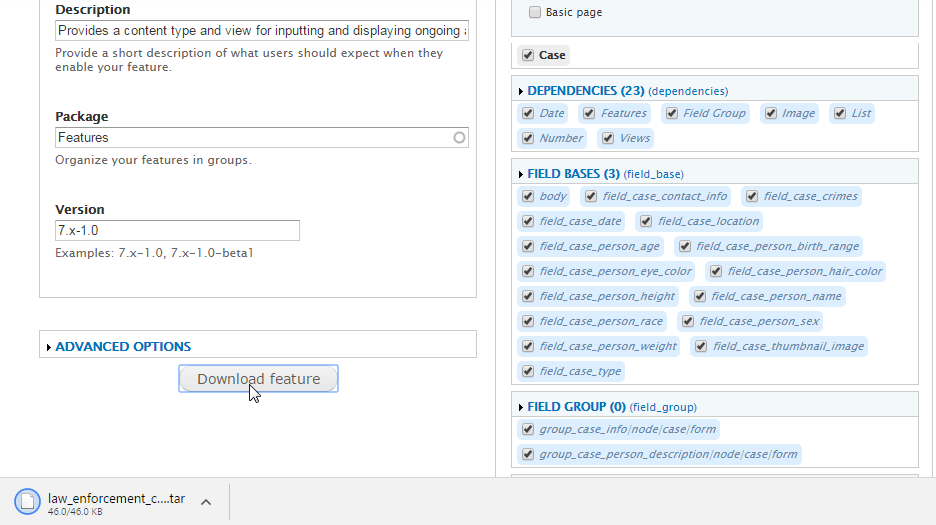 Description
Provides a content type and view for inputting and displaying ongoing
Provide a short description of what users should expect when they
enable your feature.
Package
Features
Organize your features in groups.
Version
7.x-1.0
Examples: 7.x-1.0, 7.x-1.0-beta1
ADVANCED OPTIONS
Download feature
Basic page
Case
DEPENDENCIES (23) (dependencies)
Date Features Field Group Image List
Number Views
FIELD BASES (3) (field_base)
body field_case_contact_info field_case_crimes
field_case_date field_case_location
field_case_person_age field_case_person_birth_range
field_case_person_eye_color field_case_person_hair_color
field_case_person_height field_case_person_name
field_case_person_race field_case_person_sex
field_case_person_weight field_case_thumbnail_image
field_case_type
FIELD GROUP (0) (field_group)
group_case_info/node/case/form
group_case_person_description/node/case/form
law_enforcement_c....tar
46.0/46.0 KB